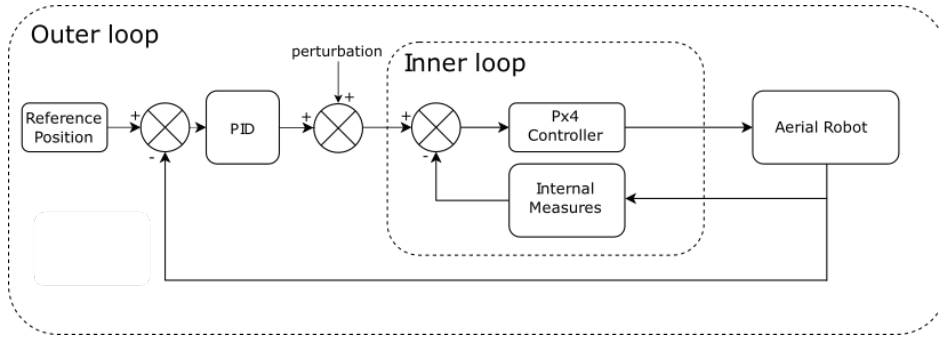 Outer loop
perturbation
Inner loop
+
+
+
+
Reference
Position
PID
Px4
Controller
Aerial Robot
-
-
Internal
Measures